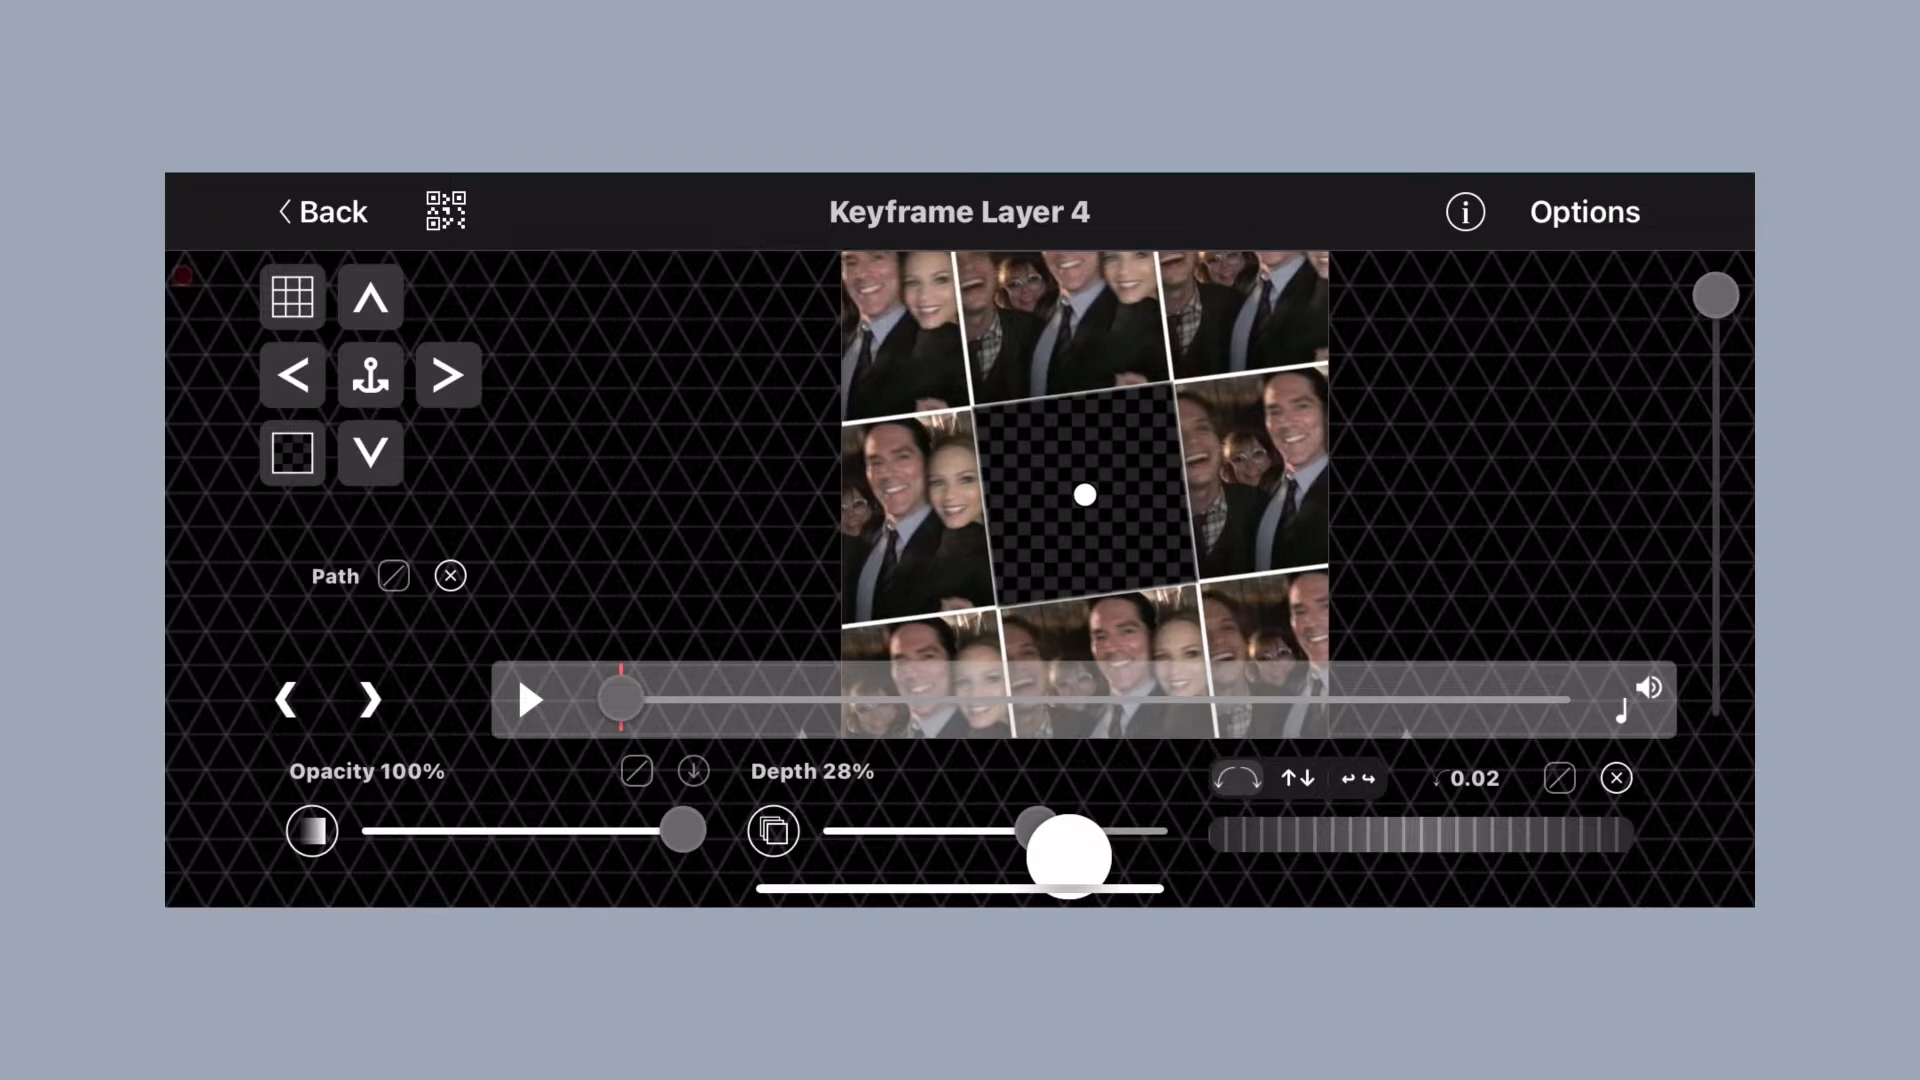 Back
Keyframe Layer 4
Options
Path
Opacity 100%
Depth 28%
0.02